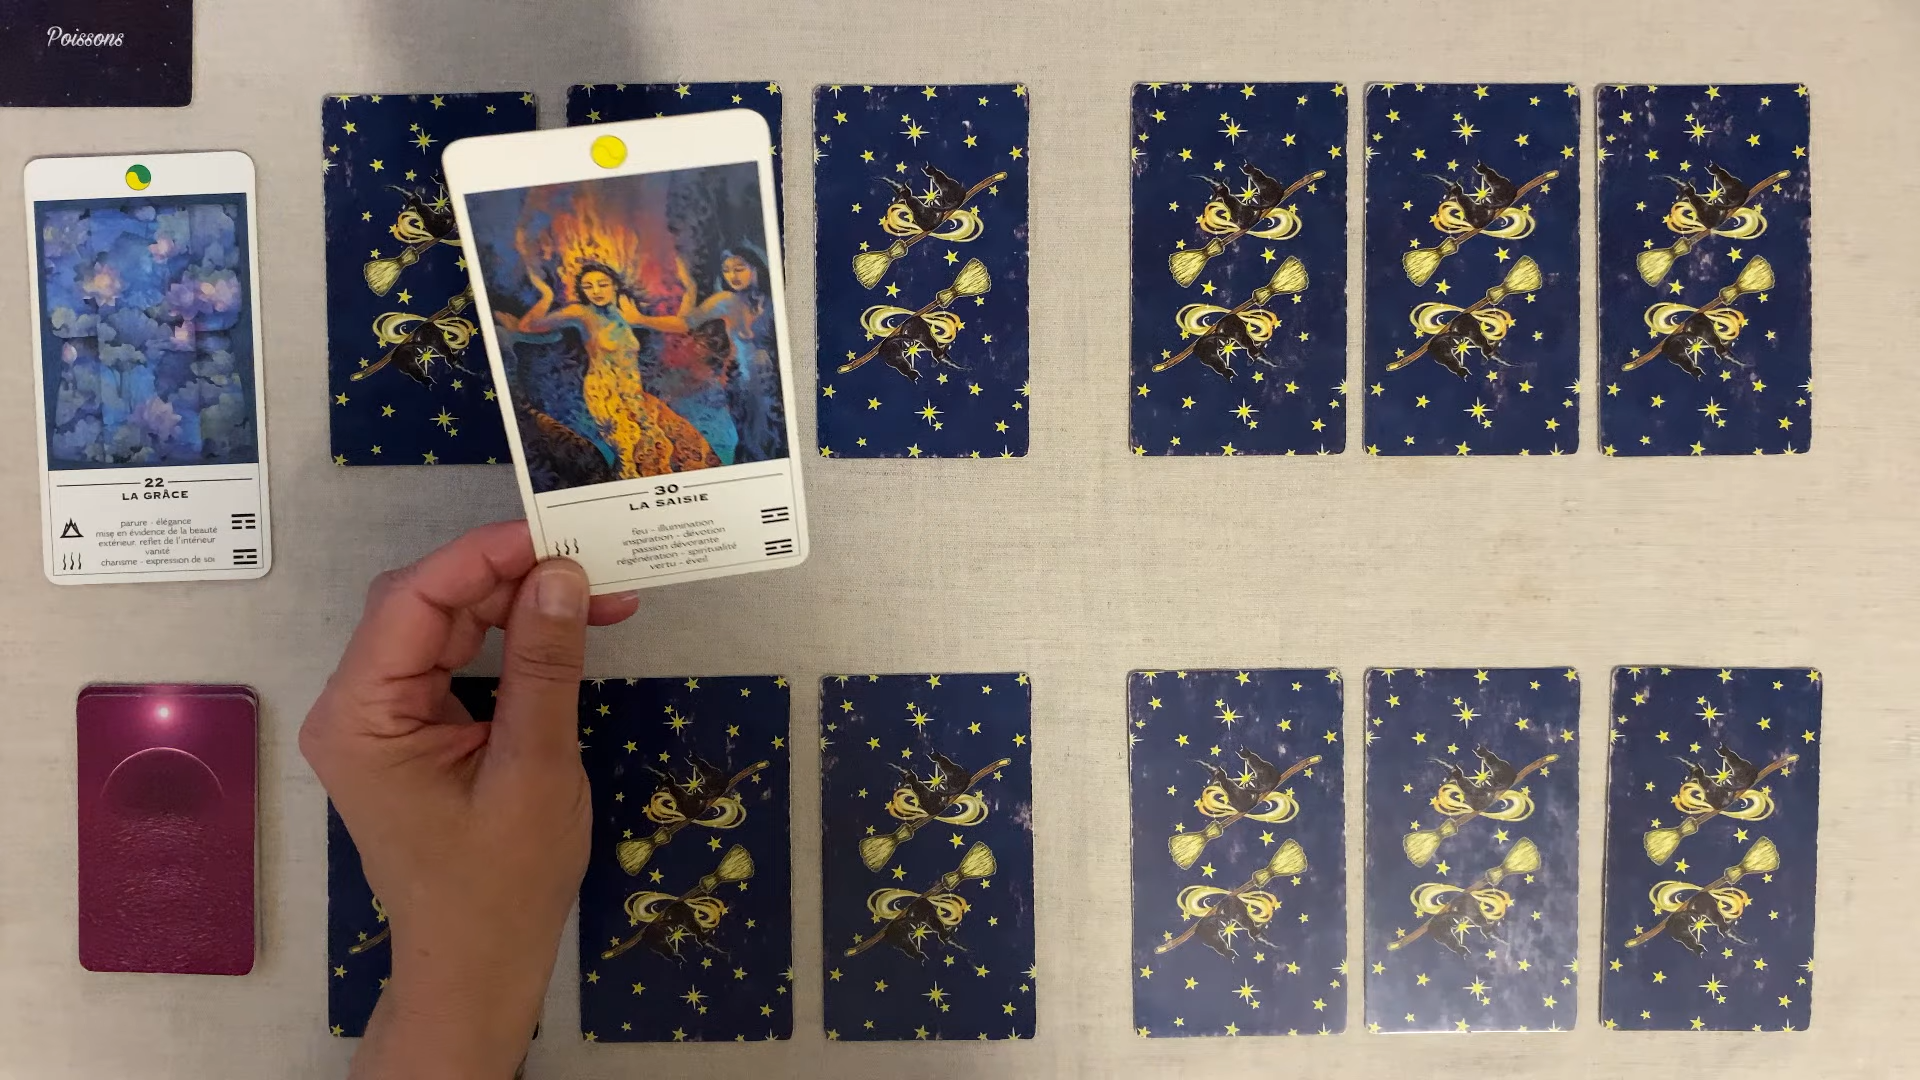 Poissons
22
LA GRÂCE
parure - élégance
mise en évidence de la beauté
extérieur, reflet de l'intérieur
vanité
charisme - expression de soi
30
LA SAISIE
feu - illumination
inspiration - dévotion
passion dévorante
régénération - spiritualité
vertu - éveil